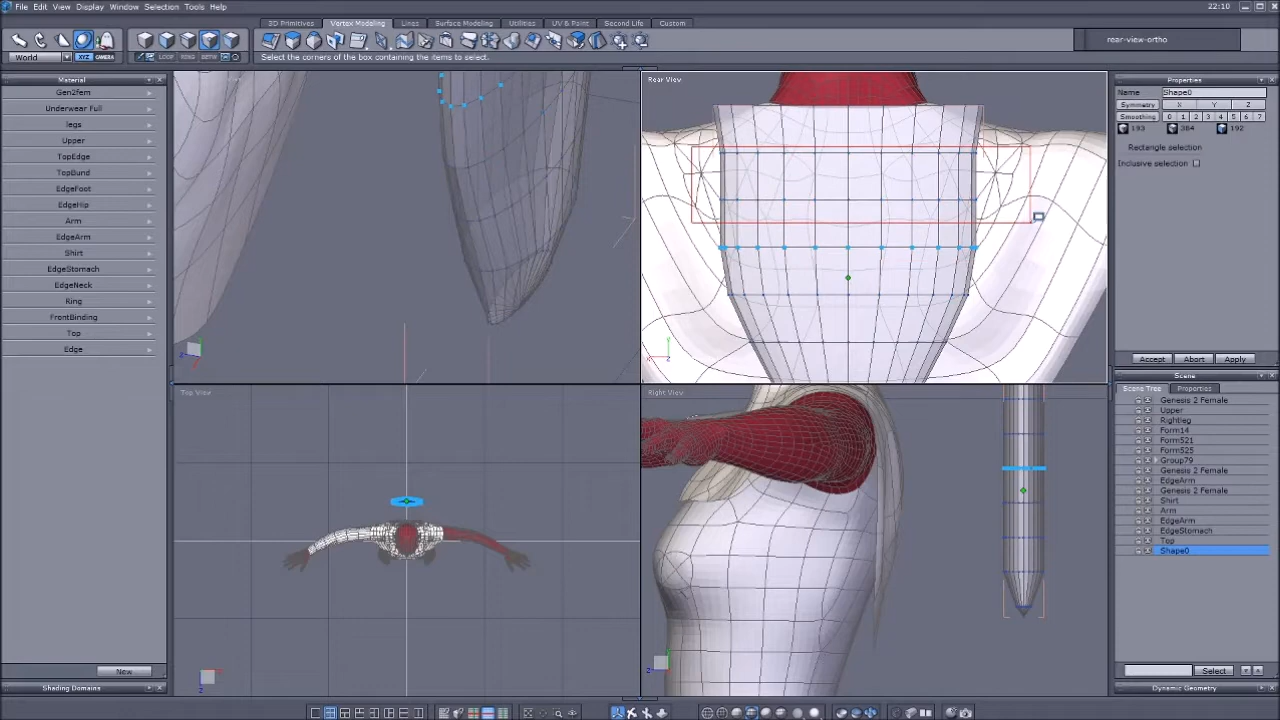 File Edit View Display Window Selection Tools Help
22:10
3D Primitives Vertex Modeling Lines Surface Modeling Utilities UV & Paint Second Life Custom
rear-view-ortho
World
XYZ CAMERA
LOOP RING BETW
Select the corners of the box containing the items to select.
Material
Gen2fem
Underwear Full
legs
Upper
TopEdge
TopBund
EdgeFoot
EdgeHip
Arm
EdgeArm
Shirt
EdgeStomach
EdgeNeck
Ring
FrontBinding
Top
Edge
New
Shading Domains
Rear View
Top View
Right View
Properties
Name Shape0
Symmetry X Y Z
Smoothing 0 1 2 3 4 5 6 7
193 384 192
Rectangle selection
Inclusive selection
Accept Abort Apply
Scene
Scene Tree Properties
Genesis 2 Female
Upper
Rightleg
Form14
Form521
Form525
Group79
Genesis 2 Female
EdgeArm
Genesis 2 Female
Shirt
Arm
EdgeArm
EdgeStomach
Top
Shape0
Select
Dynamic Geometry